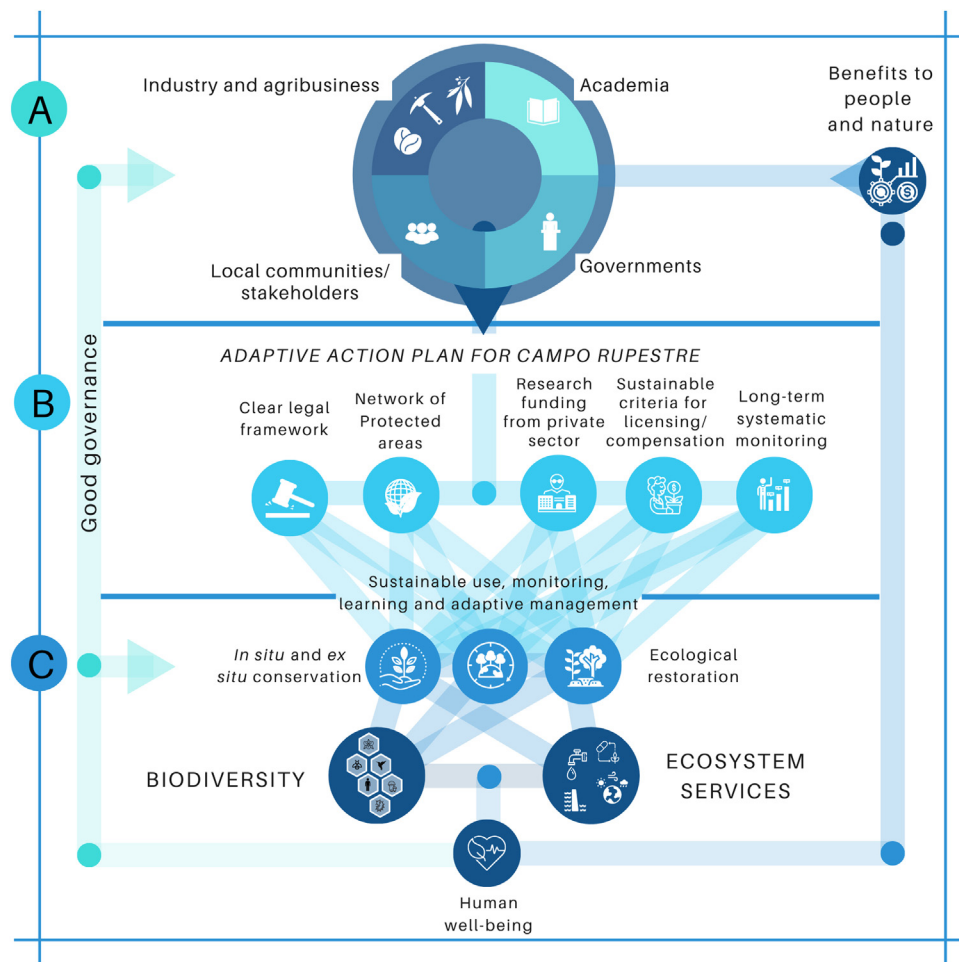 A
Industry and agribusiness
Academia
Benefits to
people
and nature
Local communities/
stakeholders
Governments
Good governance
B
ADAPTIVE ACTION PLAN FOR CAMPO RUPESTRE
Clear legal
framework
Network of
Protected
areas
Research
funding
from private
sector
Sustainable
criteria for
licensing/
compensation
Long-term
systematic
monitoring
Sustainable use, monitoring,
learning and adaptive management
C
In situ and ex
situ conservation
Ecological
restoration
BIODIVERSITY
ECOSYSTEM
SERVICES
Human
well-being